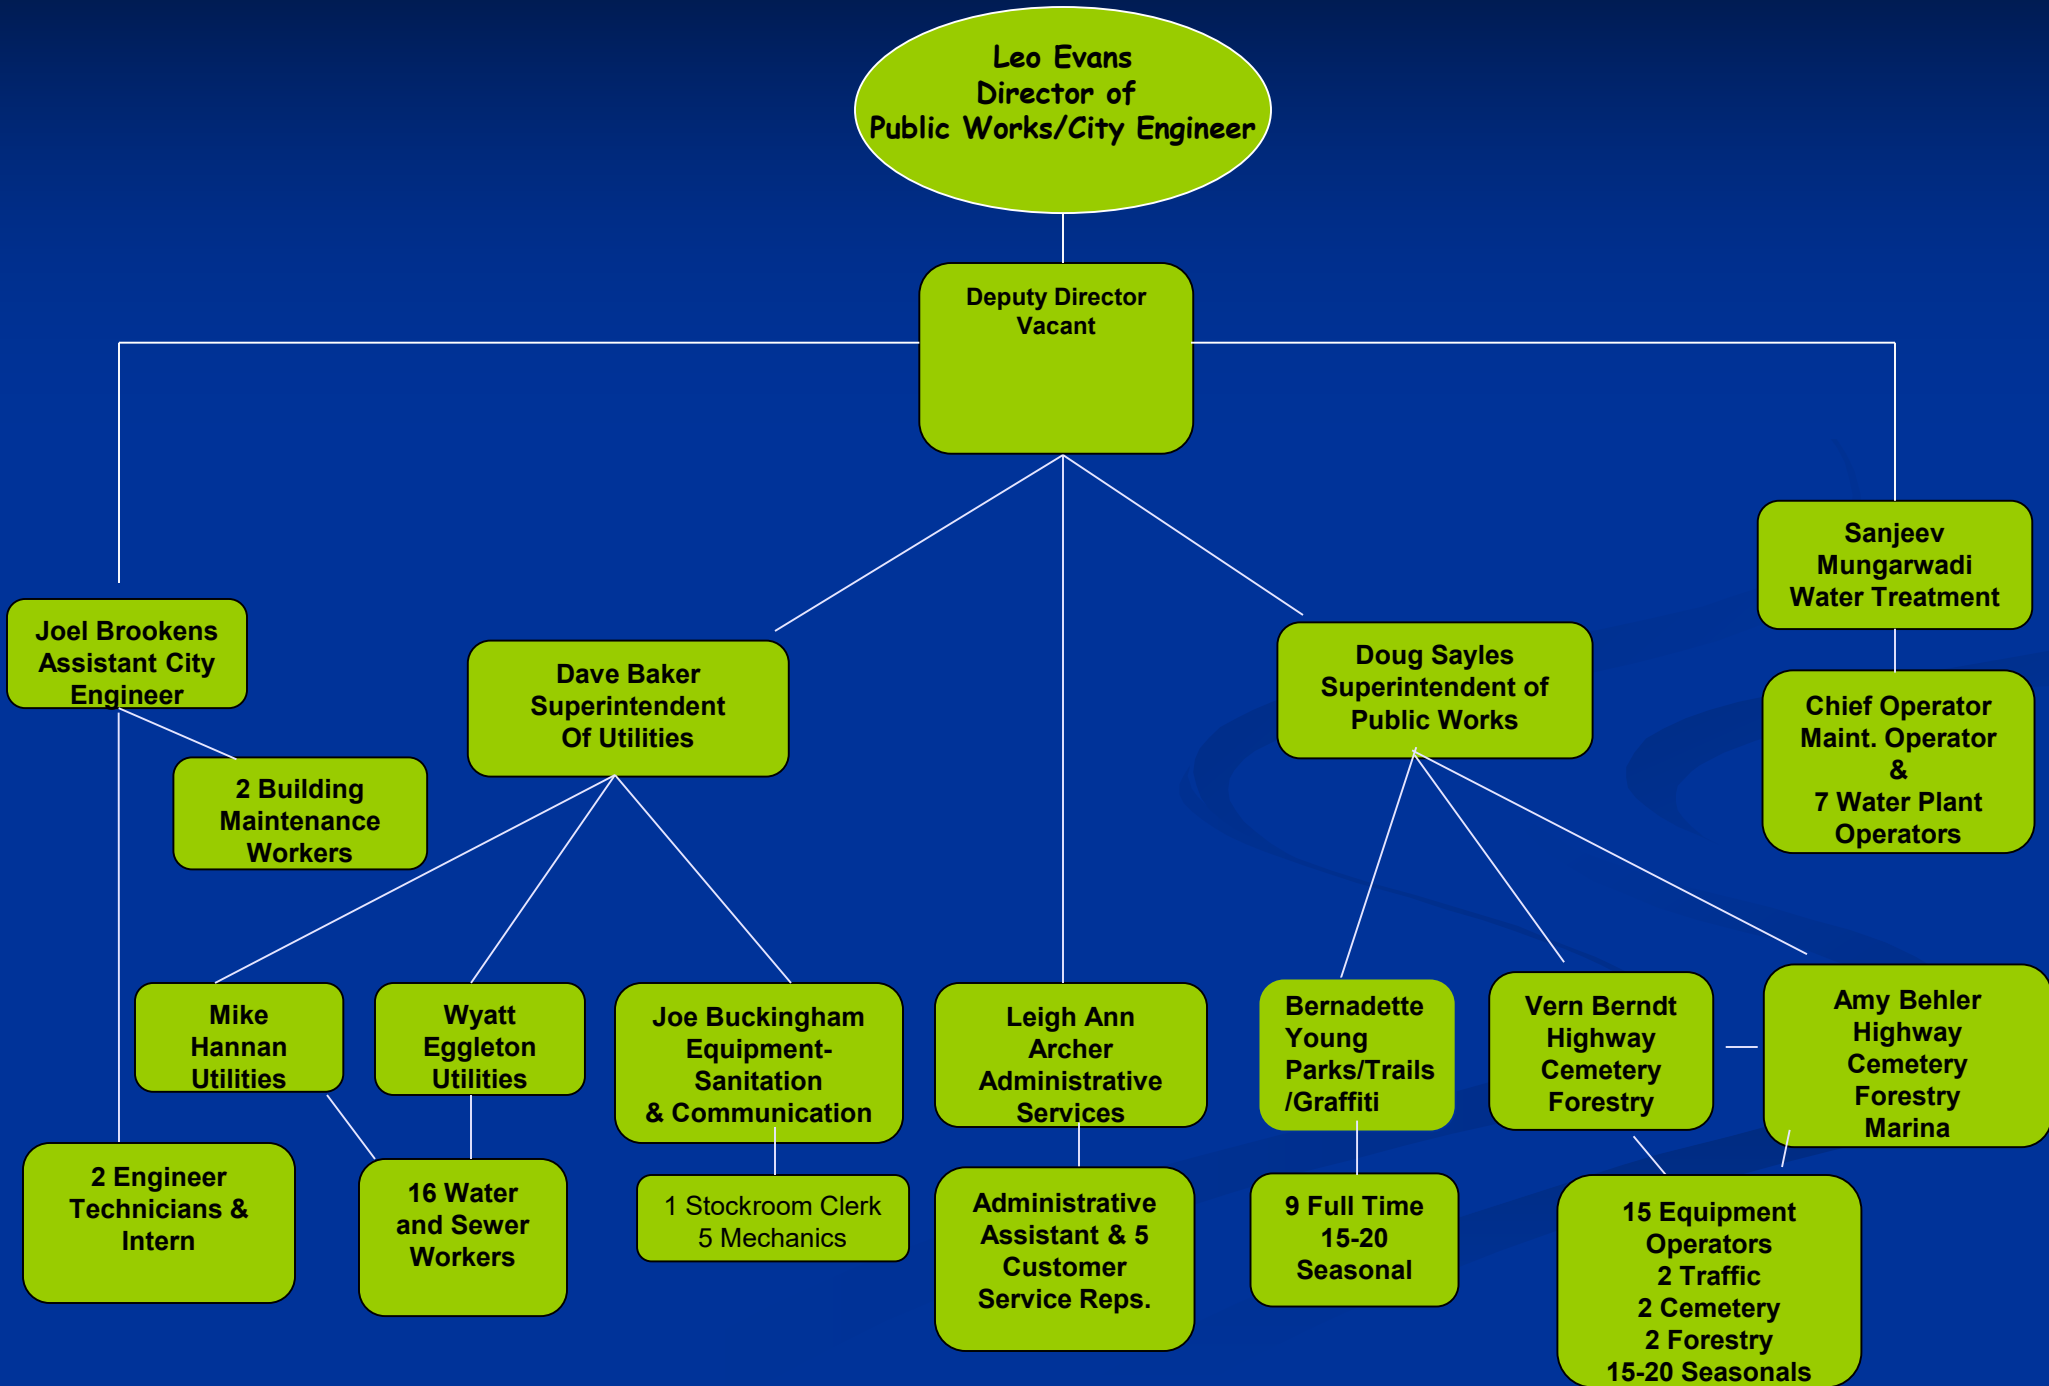 Leo Evans
Director of
Public Works/City Engineer
Deputy Director
Vacant
Joel Brookens
Assistant City
Engineer
2 Building
Maintenance
Workers
2 Engineer
Technicians &
Intern
Dave Baker
Superintendent
Of Utilities
Mike
Hannan
Utilities
Wyatt
Eggleton
Utilities
16 Water
and Sewer
Workers
Joe Buckingham
Equipment-
Sanitation
& Communication
1 Stockroom Clerk
5 Mechanics
Leigh Ann
Archer
Administrative
Services
Administrative
Assistant & 5
Customer
Service Reps.
Doug Sayles
Superintendent of
Public Works
Bernadette
Young
Parks/Trails
/Graffiti
9 Full Time
15-20
Seasonal
Vern Berndt
Highway
Cemetery
Forestry
Amy Behler
Highway
Cemetery
Forestry
Marina
15 Equipment
Operators
2 Traffic
2 Cemetery
2 Forestry
15-20 Seasonals
Sanjeev
Mungarwadi
Water Treatment
Chief Operator
Maint. Operator
&
7 Water Plant
Operators